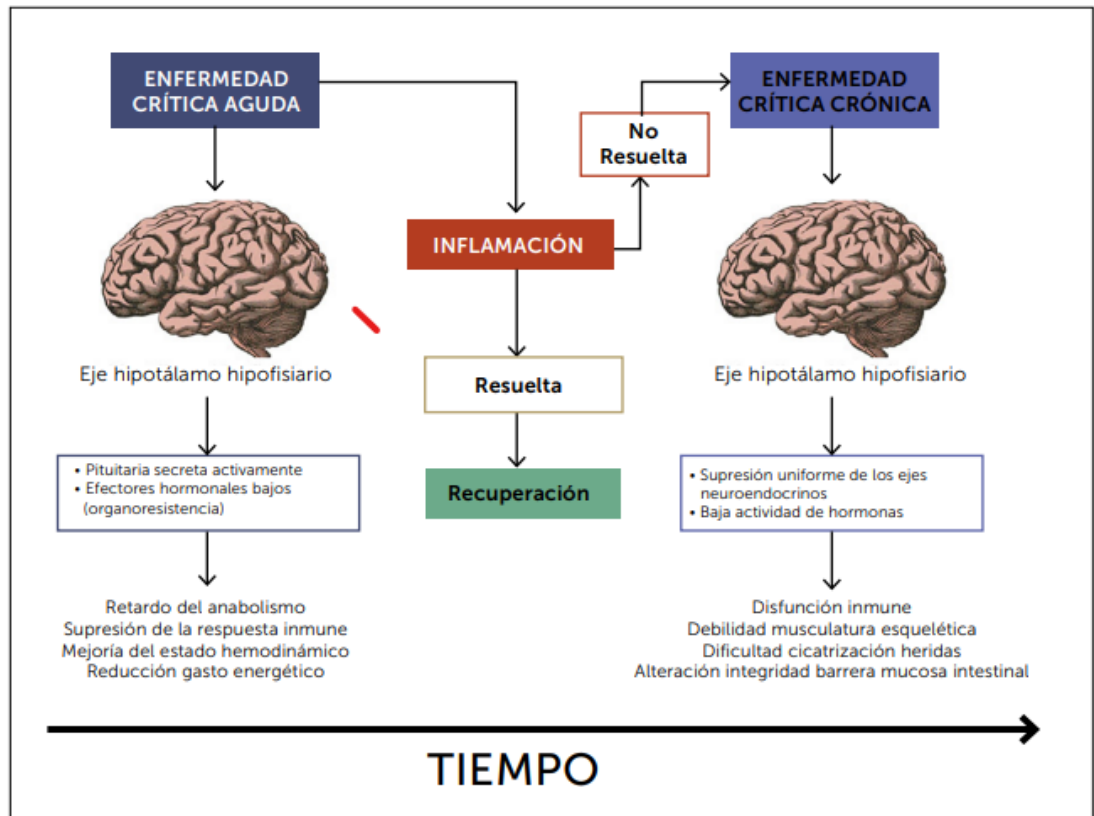 ENFERMEDAD
CRÍTICA AGUDA
ENFERMEDAD
CRÍTICA CRÓNICA
No
Resuelta
INFLAMACIÓN
Eje hipotálamo hipofisiario
Resuelta
Eje hipotálamo hipofisiario
• Pituitaria secreta activamente
• Efectores hormonales bajos
(organoresistencia)
Recuperación
• Supresión uniforme de los ejes
neuroendocrinos
• Baja actividad de hormonas
Retardo del anabolismo
Supresión de la respuesta inmune
Mejoría del estado hemodinámico
Reducción gasto energético
Disfunción inmune
Debilidad musculatura esquelética
Dificultad cicatrización heridas
Alteración integridad barrera mucosa intestinal
TIEMPO